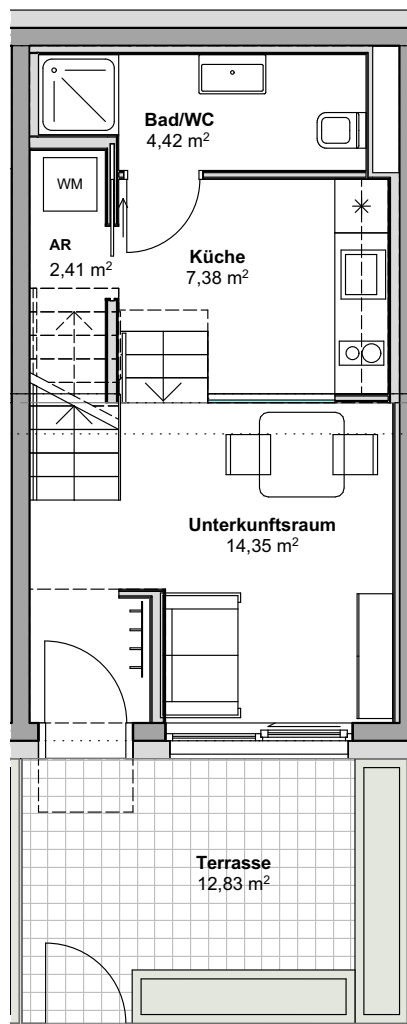 Bad/WC
4,42 m²
WM
AR
2,41 m²
Küche
7,38 m²
Unterkunftsraum
14,35 m²
Terrasse
12,83 m²